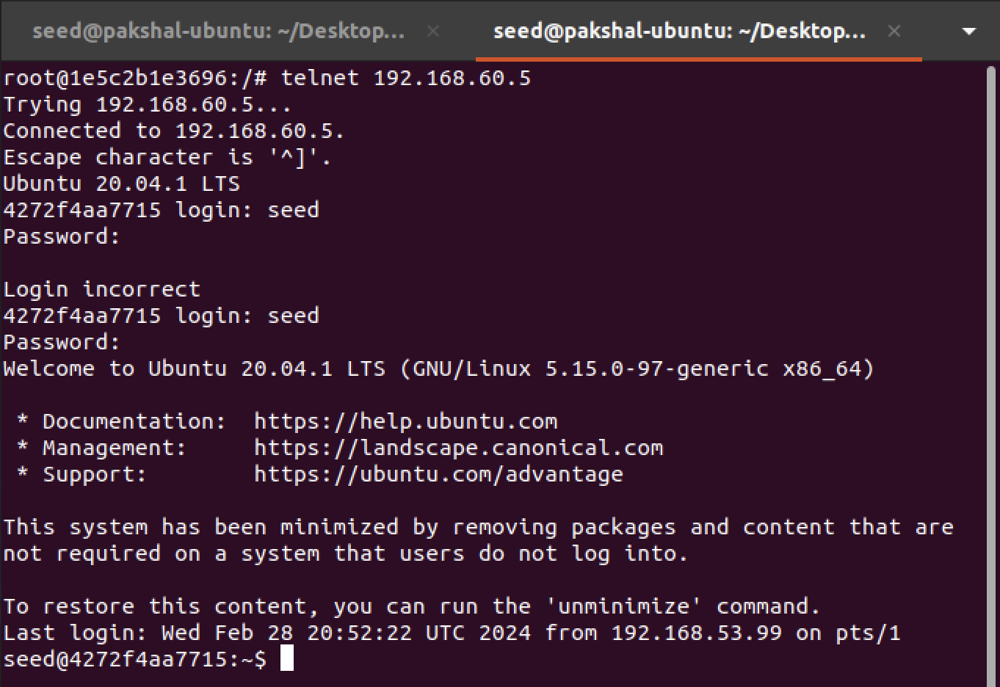 seed@pakshal-ubuntu: ~/Desktop... × seed@pakshal-ubuntu: ~/Desktop... ×
root@1e5c2b1e3696:/# telnet 192.168.60.5
Trying 192.168.60.5...
Connected to 192.168.60.5.
Escape character is '^]'.
Ubuntu 20.04.1 LTS
4272f4aa7715 login: seed
Password:
Login incorrect
4272f4aa7715 login: seed
Password:
Welcome to Ubuntu 20.04.1 LTS (GNU/Linux 5.15.0-97-generic x86_64)
* Documentation:  https://help.ubuntu.com
* Management:     https://landscape.canonical.com
* Support:        https://ubuntu.com/advantage
This system has been minimized by removing packages and content that are
not required on a system that users do not log into.
To restore this content, you can run the 'unminimize' command.
Last login: Wed Feb 28 20:52:22 UTC 2024 from 192.168.53.99 on pts/1
seed@4272f4aa7715:~$